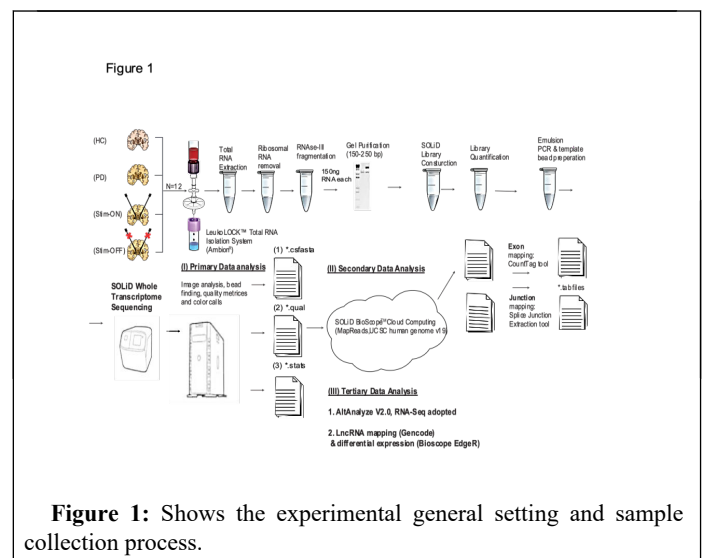 Figure 1
(HC)
(PD)
(Stim-ON)
(Stim-OFF)
N=12
LeukoLOCK™ Total RNA
Isolation System
(Ambion®)
Total
RNA
Extraction
Ribosomal
RNA
removal
RNAse-III
fragmentation
150ng
RNA each
Gel Purification
(150-250 bp)
SOLiD
Library
Consturction
Library
Quantification
Emulsion
PCR & template
bead preperation
SOLiD Whole
Transcriptome
Sequencing
(I) Primary Data analysis
Image analysis, bead
finding, quality metrices
and color calls
(1) *.csfasta
(2) *.qual
(3) *.stats
(II) Secondary Data Analysis
SOLiD BioScope™Cloud Computing
(MapReads,UCSC human genome v19)
Exon
mapping:
CountTag tool
Junction
mapping:
Splice Junction
Extraction tool
*.tab files
(III) Tertiary Data Analysis
1. AltAnalyze V2.0, RNA-Seq adopted
2. LncRNA mapping (Gencode)
& differential expression (Bioscope EdgeR)
Figure 1: Shows the experimental general setting and sample
collection process.